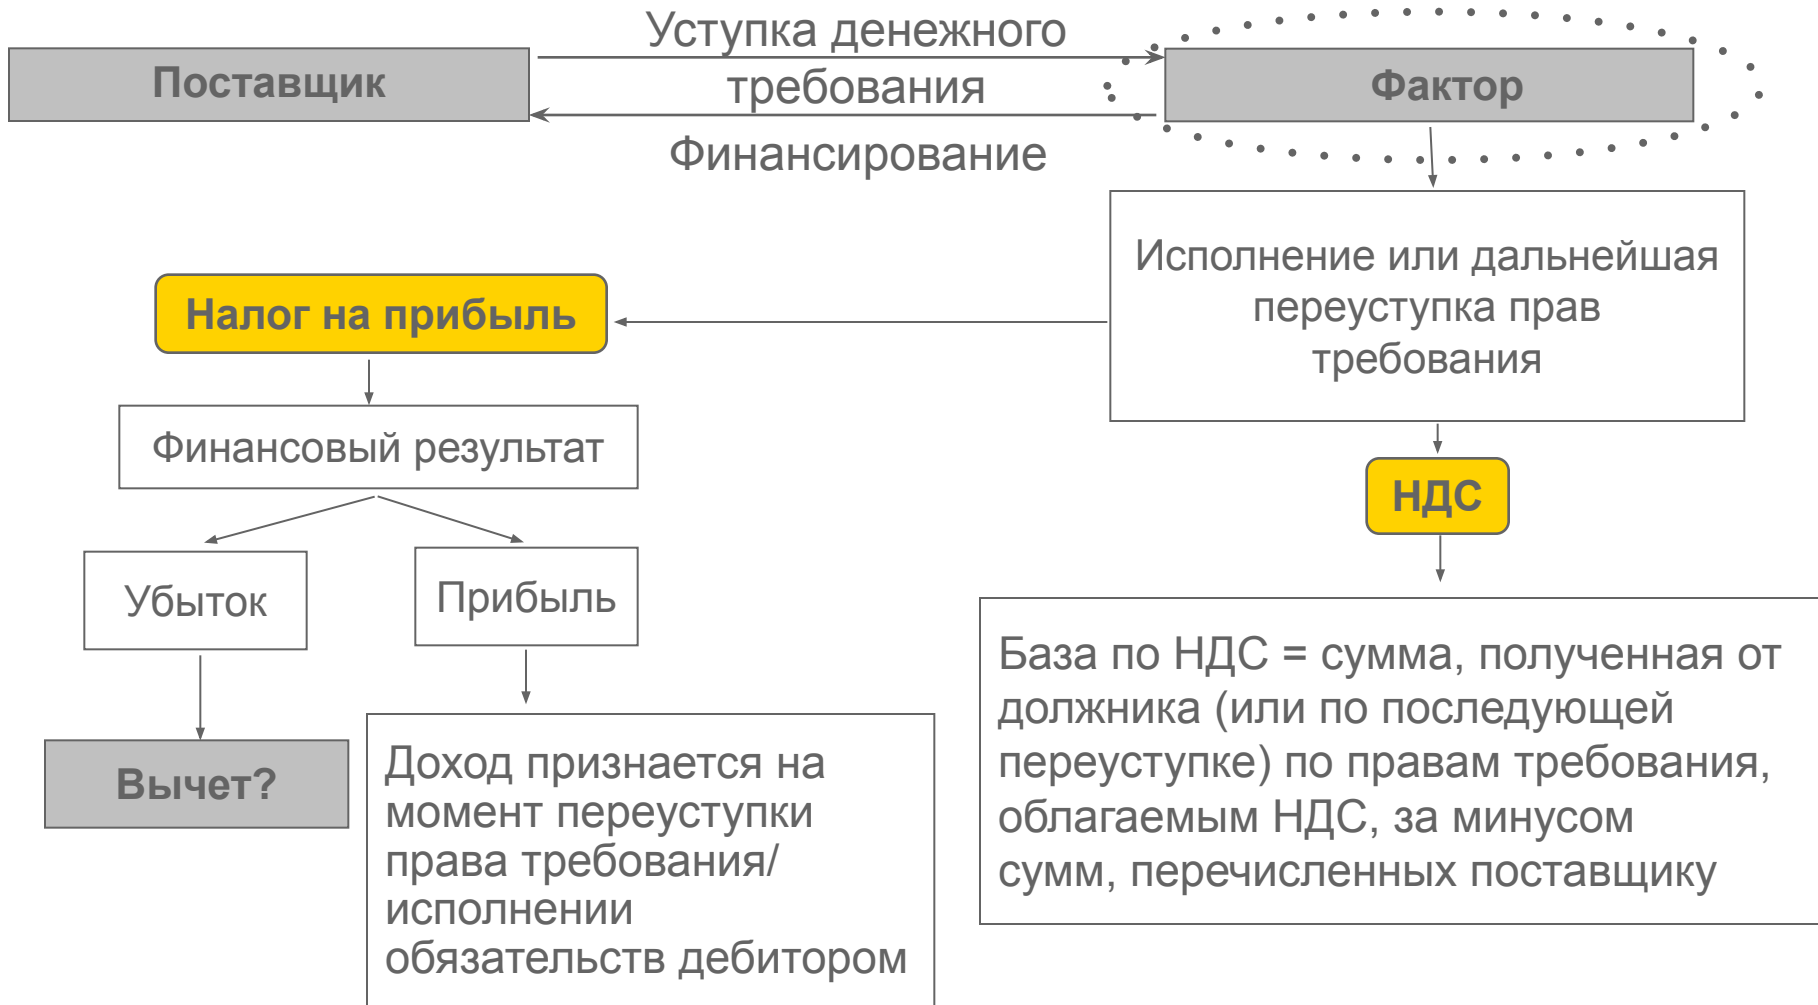 Уступка денежного
требования
Поставщик
Фактор
Финансирование
Исполнение или дальнейшая
переуступка прав
требования
Налог на прибыль
Финансовый результат
НДС
Убыток
Прибыль
База по НДС = сумма, полученная от
должника (или по последующей
переуступке) по правам требования,
облагаемым НДС, за минусом
сумм, перечисленных поставщику
Вычет?
Доход признается на
момент переуступки
права требования/
исполнении
обязательств дебитором